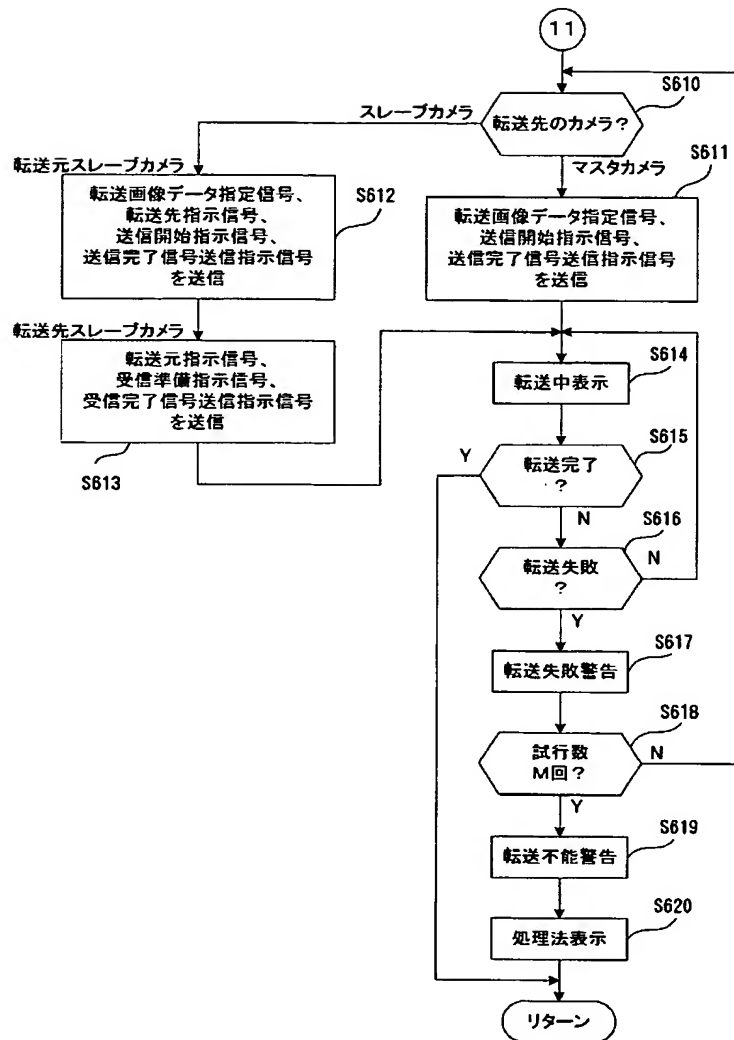 11
S610
転送先のカメラ?
スレーブカメラ
マスタカメラ
S611
転送元スレーブカメラ
転送画像データ指定信号、
転送先指示信号、
送信開始指示信号、
送信完了信号送信指示信号
を送信
S612
転送画像データ指定信号、
送信開始指示信号、
送信完了信号送信指示信号
を送信
転送先スレーブカメラ
転送元指示信号、
受信準備指示信号、
受信完了信号送信指示信号
を送信
S613
S614
転送中表示
S615
転送完了
?
Y
N
S616
転送失敗
?
N
Y
S617
転送失敗警告
S618
試行数
M回?
N
Y
S619
転送不能警告
S620
処理法表示
リターン